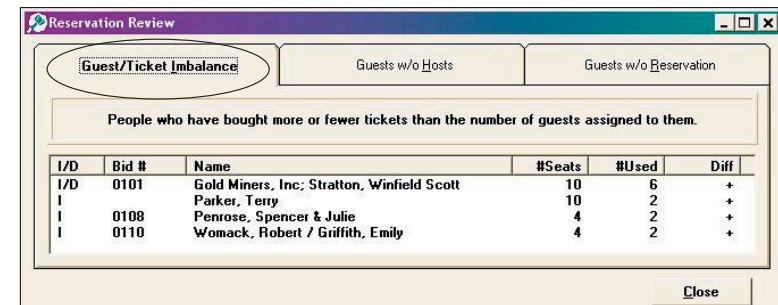 Reservation Review
Guest/Ticket Imbalance Guests w/o Hosts Guests w/o Reservation
People who have bought more or fewer tickets than the number of guests assigned to them.
I/D Bid # Name #Seats #Used Diff
I/D 0101 Gold Miners, Inc; Stratton, Winfield Scott 10 6 +
I Parker, Terry 10 2 +
I 0108 Penrose, Spencer & Julie 4 2 +
I 0110 Womack, Robert / Griffith, Emily 4 2 +
Close